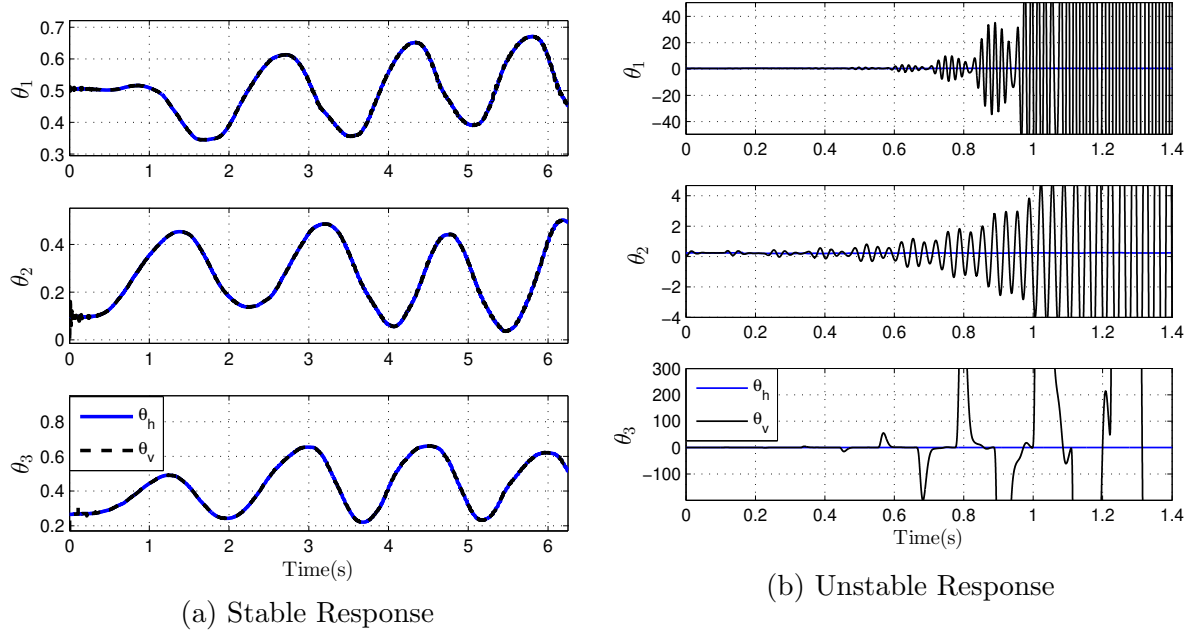 0.7
0.6
0.5
0.4
0.3
θ1
0 1 2 3 4 5 6
0.4
0.2
0
θ2
0 1 2 3 4 5 6
0.8
0.6
0.4
0.2
θ3
θh
θv
0 1 2 3 4 5 6
Time(s)
(a) Stable Response
40
20
0
−20
−40
θ1
0 0.2 0.4 0.6 0.8 1 1.2 1.4
4
2
0
−2
−4
θ2
0 0.2 0.4 0.6 0.8 1 1.2 1.4
300
200
100
0
−100
θ3
θh
θv
0 0.2 0.4 0.6 0.8 1 1.2 1.4
Time(s)
(b) Unstable Response